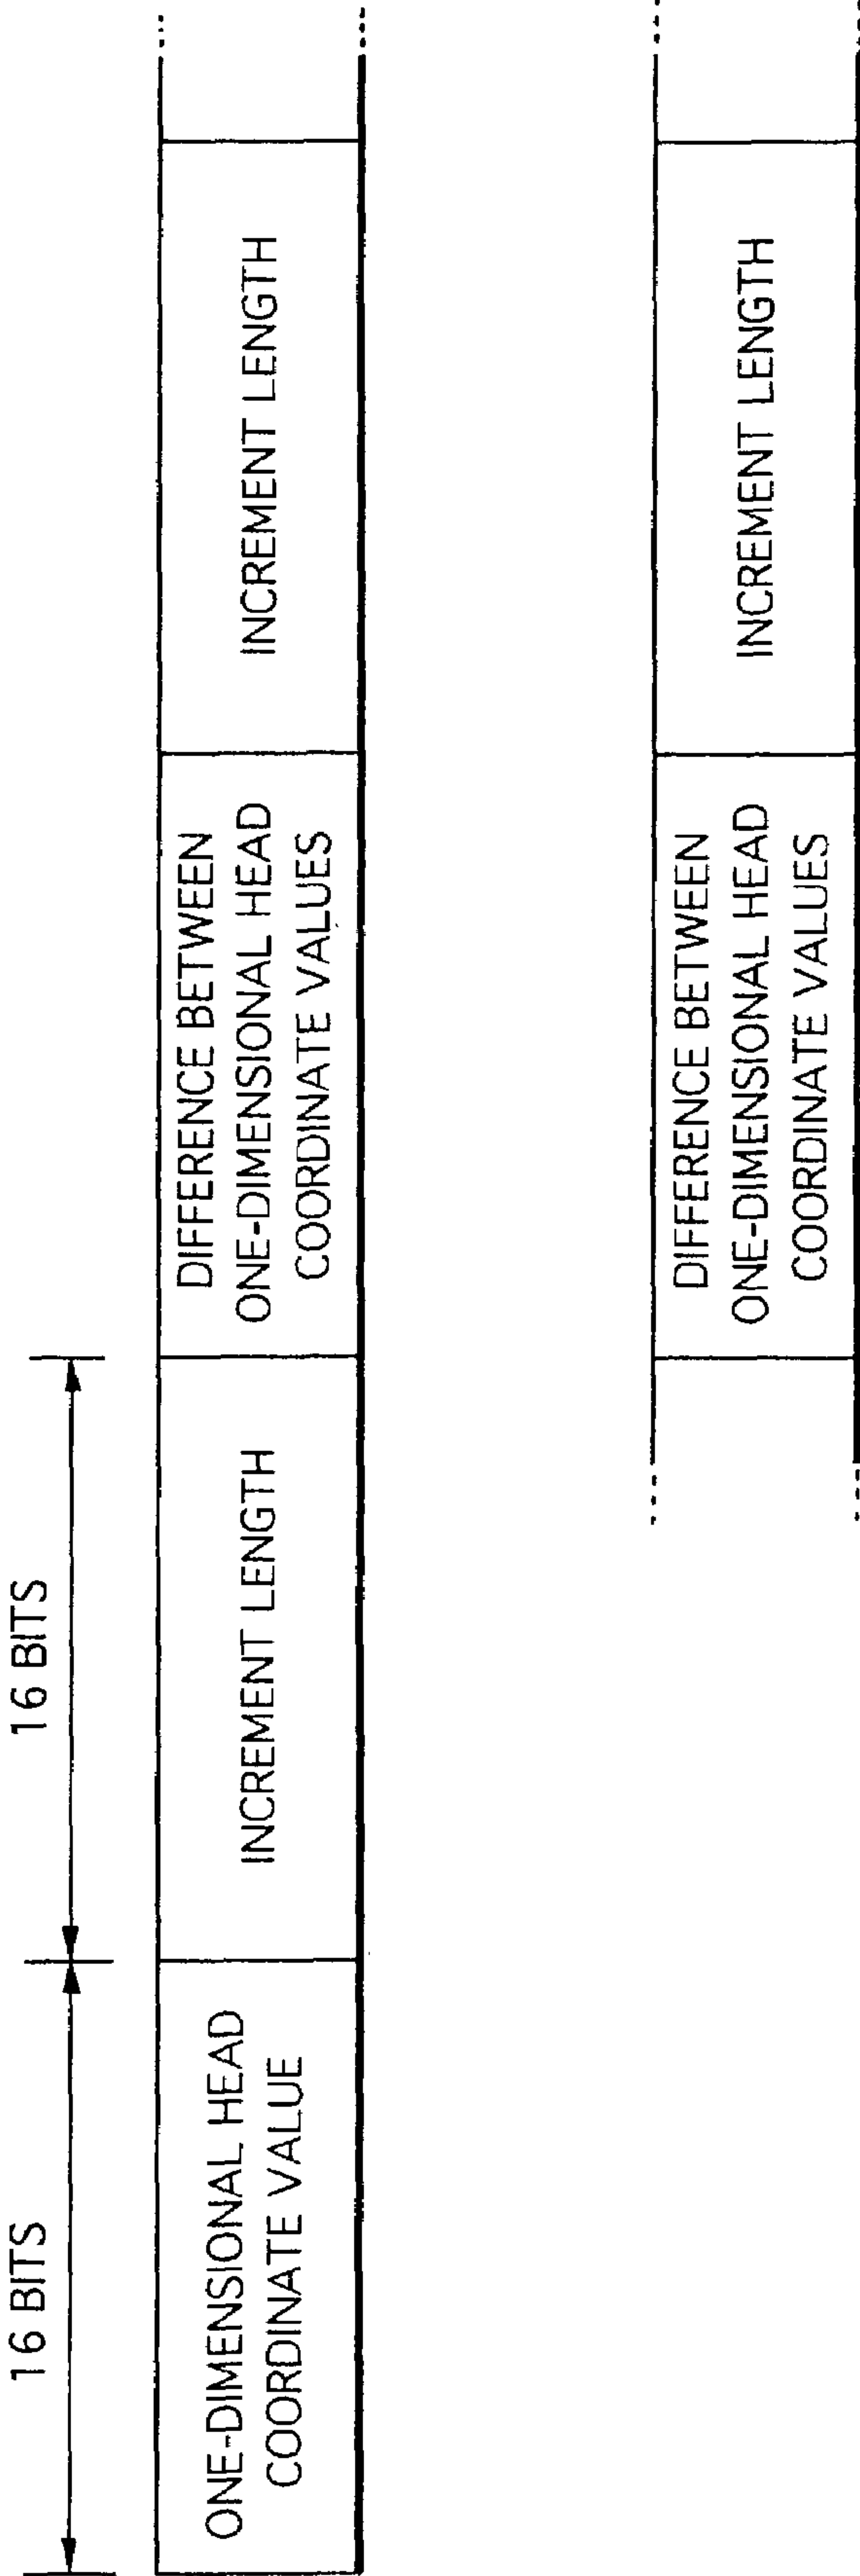 16 BITS
16 BITS
ONE-DIMENSIONAL HEAD
COORDINATE VALUE
INCREMENT LENGTH
DIFFERENCE BETWEEN
ONE-DIMENSIONAL HEAD
COORDINATE VALUES
INCREMENT LENGTH
DIFFERENCE BETWEEN
ONE-DIMENSIONAL HEAD
COORDINATE VALUES
INCREMENT LENGTH